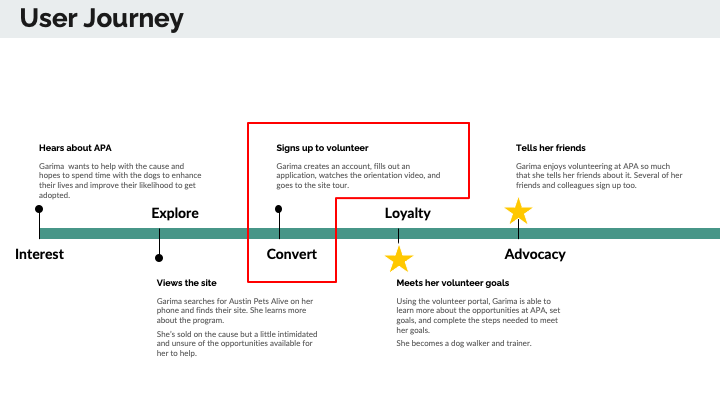 User Journey
Hears about APA
Garima wants to help with the cause and
hopes to spend time with the dogs to enhance
their lives and improve their likelihood to get
adopted.
Signs up to volunteer
Garima creates an account, fills out an
application, watches the orientation video, and
goes to the site tour.
Tells her friends
Garima enjoys volunteering at APA so much
that she tells her friends about it. Several of her
friends and colleagues sign up too.
Explore
Loyalty
Interest
Convert
Advocacy
Views the site
Garima searches for Austin Pets Alive on her
phone and finds their site. She learns more
about the program.
She's sold on the cause but a little intimidated
and unsure of the opportunities available for
her to help.
Meets her volunteer goals
Using the volunteer portal, Garima is able to
learn more about the opportunities at APA, set
goals, and complete the steps needed to meet
her goals.
She becomes a dog walker and trainer.